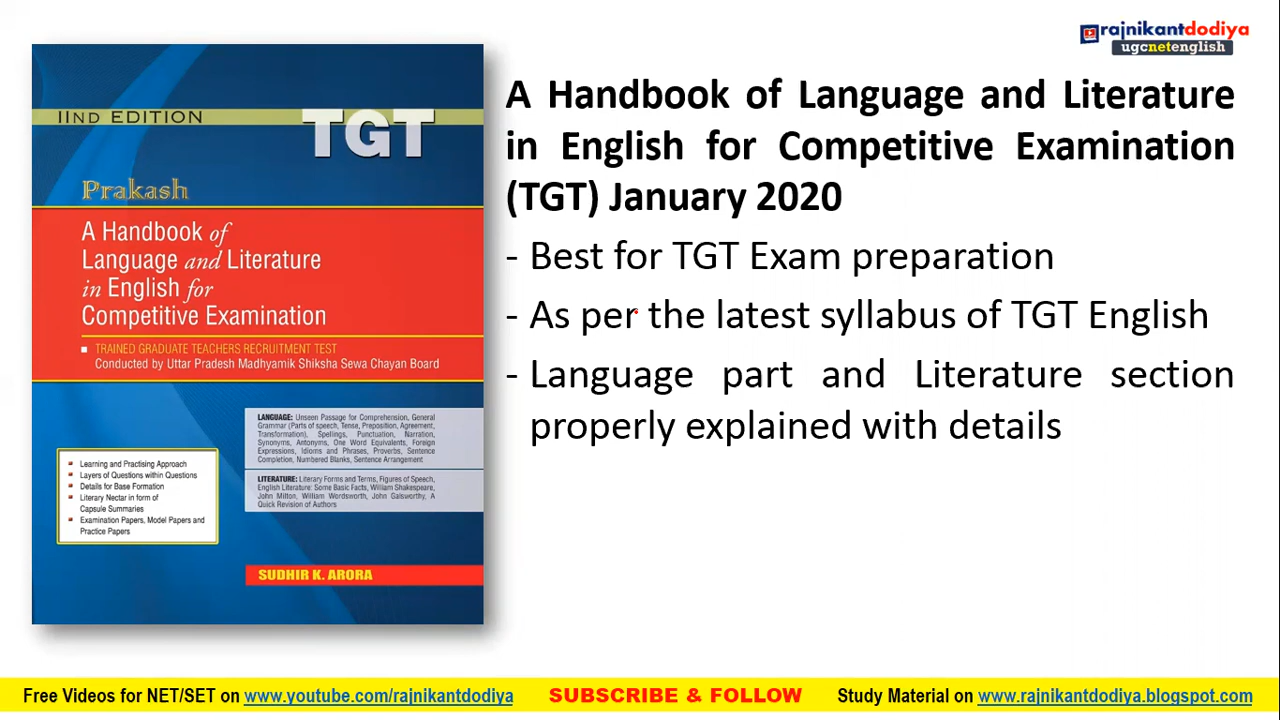 rajnikantdodiya
ugcnetenglish
IIND EDITION
TGT
Prakash
A Handbook of
Language and Literature
in English for
Competitive Examination
TRAINED GRADUATE TEACHERS RECRUITMENT TEST
Conducted by Uttar Pradesh Madhyamik Shiksha Sewa Chayan Board
LANGUAGE: Unseen Passage for Comprehension, General
Grammar (Parts of speech, Tense, Preposition, Agreement,
Transformation), Spellings, Punctuation, Narration,
Synonyms, Antonyms, One Word Equivalents, Foreign
Expressions, Idioms and Phrases, Proverbs, Sentence
Completion, Numbered Blanks, Sentence Arrangement
LITERATURE: Literary Forms and Terms, Figures of Speech,
English Literature: Some Basic Facts, William Shakespeare,
John Milton, William Wordsworth, John Galsworthy, A
Quick Revision of Authors
Learning and Practising Approach
Layers of Questions within Questions
Details for Base Formation
Literary Nectar in form of
Capsule Summaries
Examination Papers, Model Papers and
Practice Papers
SUDHIR K. ARORA
A Handbook of Language and Literature
in English for Competitive Examination
(TGT) January 2020
- Best for TGT Exam preparation
- As per the latest syllabus of TGT English
- Language part and Literature section
properly explained with details
Free Videos for NET/SET on www.youtube.com/rajnikantdodiya SUBSCRIBE & FOLLOW Study Material on www.rajnikantdodiya.blogspot.com